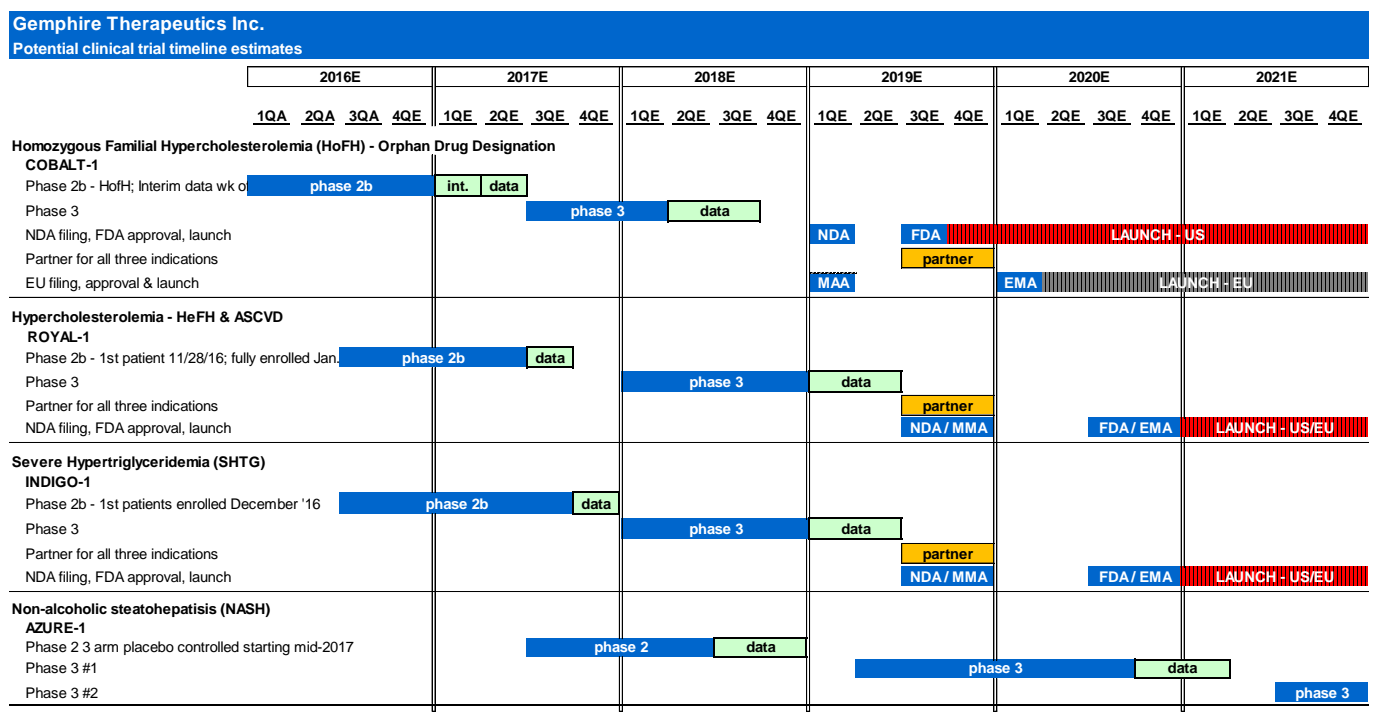 Gemphire Therapeutics Inc.
Potential clinical trial timeline estimates
2016E 2017E 2018E 2019E 2020E 2021E
1QA 2QA 3QA 4QE 1QE 2QE 3QE 4QE 1QE 2QE 3QE 4QE 1QE 2QE 3QE 4QE 1QE 2QE 3QE 4QE 1QE 2QE 3QE 4QE
Homozygous Familial Hypercholesterolemia (HoFH) - Orphan Drug Designation
COBALT-1
Phase 2b - HofH; Interim data wk of phase 2b int. data
Phase 3 phase 3 data
NDA filing, FDA approval, launch NDA FDA LAUNCH - US
Partner for all three indications partner
EU filing, approval & launch MAA EMA LAUNCH - EU
Hypercholesterolemia - HeFH & ASCVD
ROYAL-1
Phase 2b - 1st patient 11/28/16; fully enrolled Jan. phase 2b data
Phase 3 phase 3 data
Partner for all three indications partner
NDA filing, FDA approval, launch NDA / MMA FDA / EMA LAUNCH - US/EU
Severe Hypertriglyceridemia (SHTG)
INDIGO-1
Phase 2b - 1st patients enrolled December '16 phase 2b data
Phase 3 phase 3 data
Partner for all three indications partner
NDA filing, FDA approval, launch NDA / MMA FDA / EMA LAUNCH - US/EU
Non-alcoholic steatohepatisis (NASH)
AZURE-1
Phase 2 3 arm placebo controlled starting mid-2017 phase 2 data
Phase 3 #1 phase 3 data
Phase 3 #2 phase 3